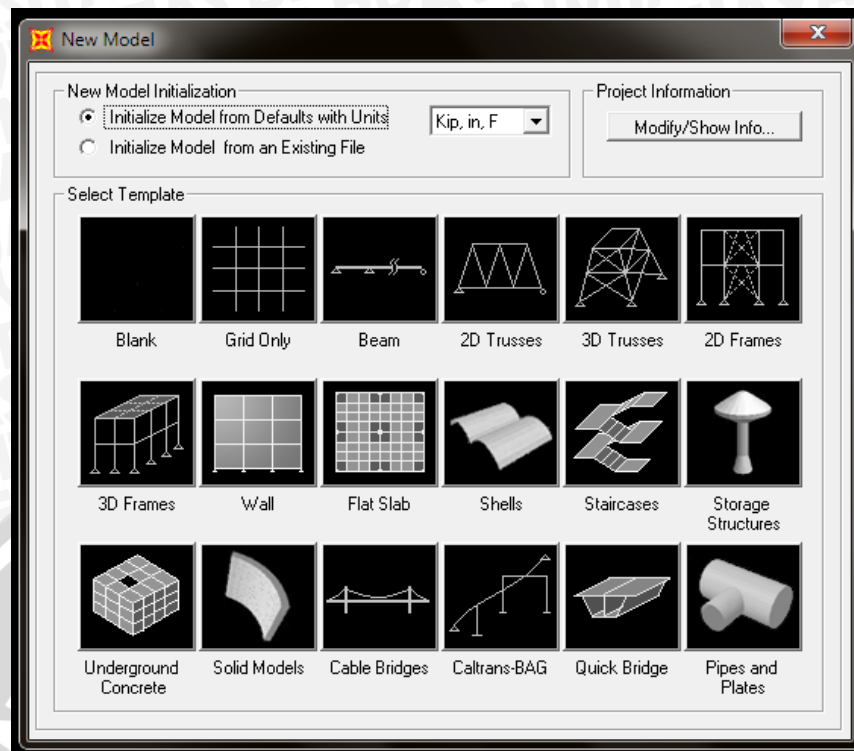 New Model
New Model Initialization
Initialize Model from Defaults with Units
Kip, in, F
Initialize Model from an Existing File
Project Information
Modify/Show Info...
Select Template
Blank
Grid Only
Beam
2D Trusses
3D Trusses
2D Frames
3D Frames
Wall
Flat Slab
Shells
Staircases
Storage
Structures
Underground
Concrete
Solid Models
Cable Bridges
Caltrans-BAG
Quick Bridge
Pipes and
Plates